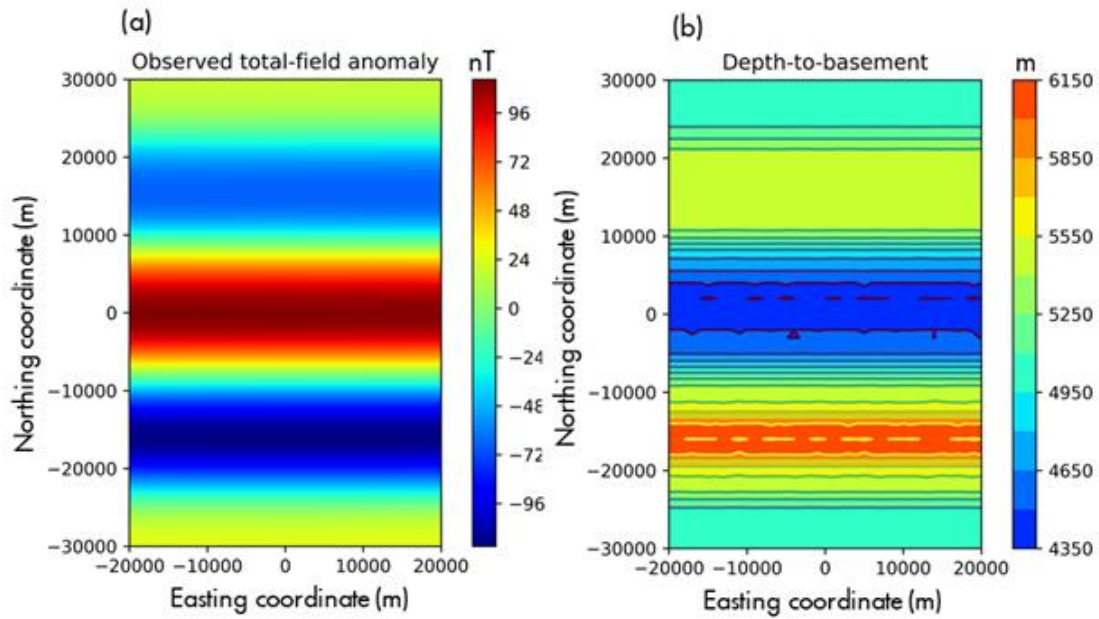 (a)
Observed total-field anomaly
nT
30000
20000
10000
0
−10000
−20000
−30000
−20000 −10000 0 10000 20000
Northing coordinate (m)
Easting coordinate (m)
96
72
48
24
0
−24
−48
−72
−96
(b)
Depth-to-basement
m
30000
20000
10000
0
−10000
−20000
−30000
−20000 −10000 0 10000 20000
Northing coordinate (m)
Easting coordinate (m)
6150
5850
5550
5250
4950
4650
4350